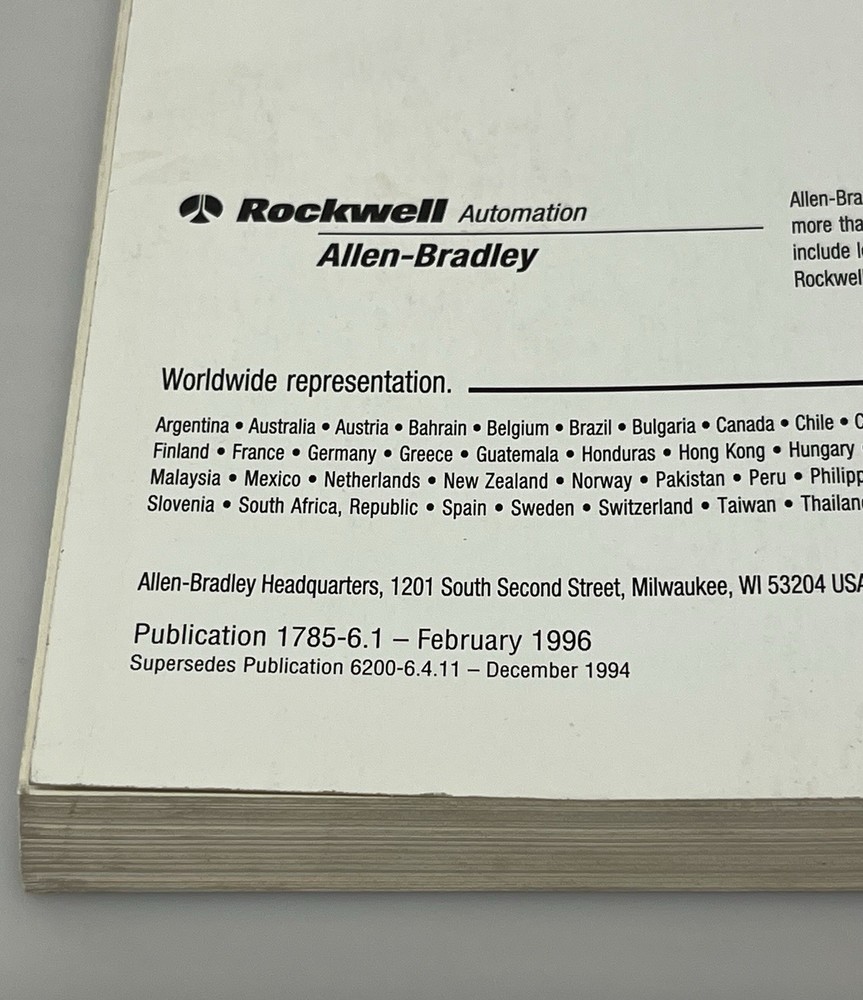 Rockwell Automation
Allen-Bradley
Allen-Bra
more tha
include l
Rockwel
Worldwide representation.
Argentina • Australia • Austria • Bahrain • Belgium • Brazil • Bulgaria • Canada • Chile • C
Finland • France • Germany • Greece • Guatemala • Honduras • Hong Kong • Hungary
Malaysia • Mexico • Netherlands • New Zealand • Norway • Pakistan • Peru • Philipp
Slovenia • South Africa, Republic • Spain • Sweden • Switzerland • Taiwan • Thailan
Allen-Bradley Headquarters, 1201 South Second Street, Milwaukee, WI 53204 USA
Publication 1785-6.1 – February 1996
Supersedes Publication 6200-6.4.11 – December 1994